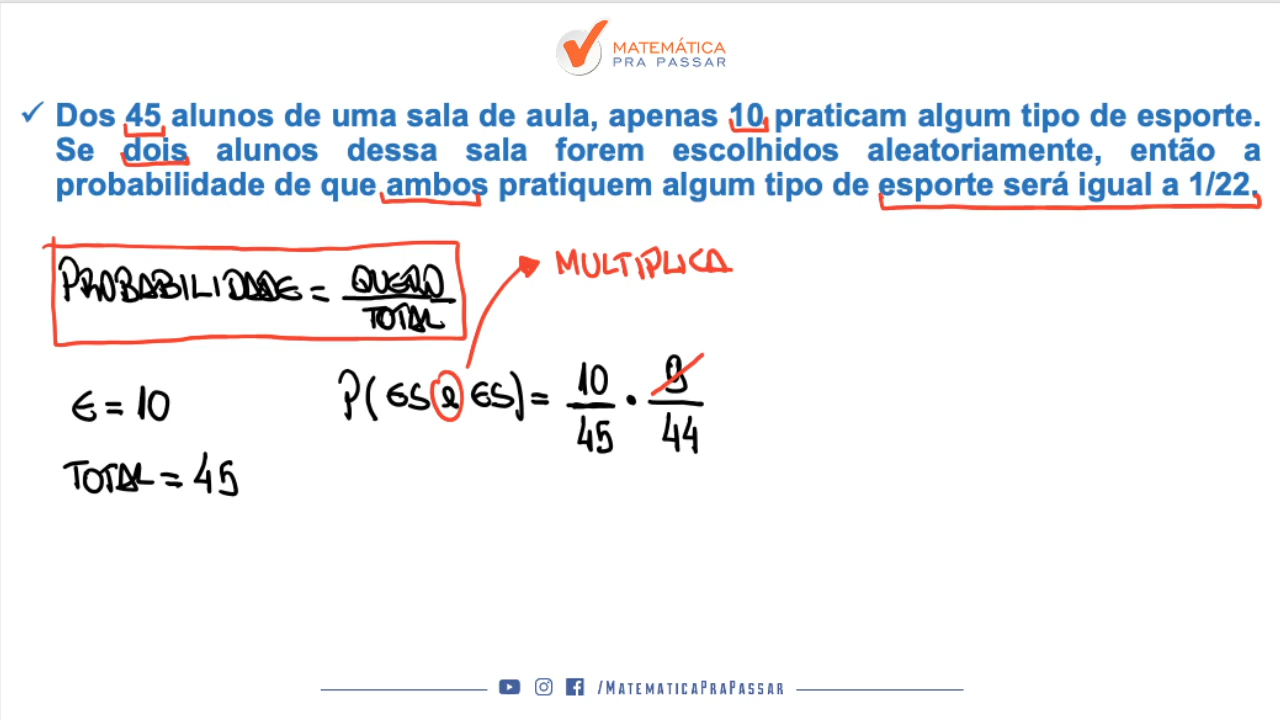 MATEMÁTICA
PRA PASSAR
✓ Dos 45 alunos de uma sala de aula, apenas 10 praticam algum tipo de esporte.
Se dois alunos dessa sala forem escolhidos aleatoriamente, então a
probabilidade de que ambos pratiquem algum tipo de esporte será igual a 1/22.
PROBABILIDADE = QUERO
TOTAL
MULTIPLICA
E = 10
P(ES e ES) = 10/45 . 9/44
TOTAL = 45
/MATEMATICAPRAPASSAR